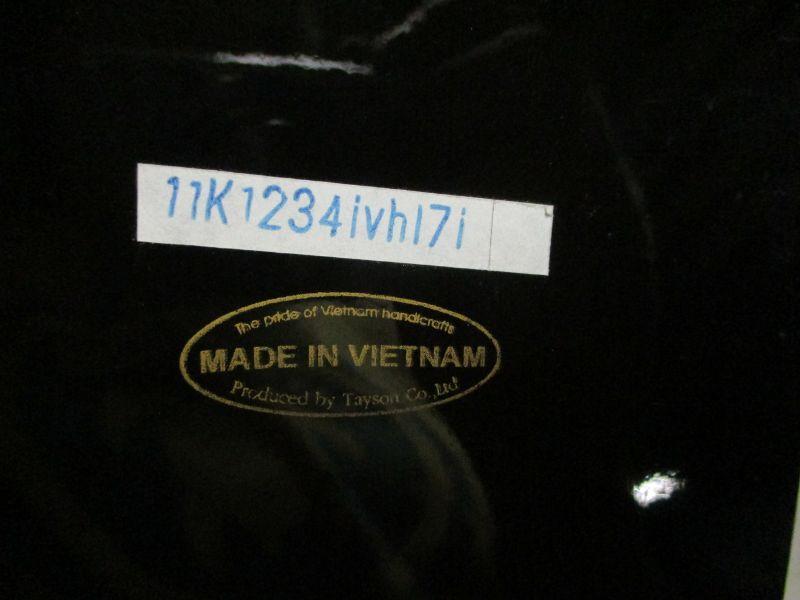 11K1234ivhl7i
The pride of Vietnam handicrafts
MADE IN VIETNAM
Produced by Tayson Co.,Ltd